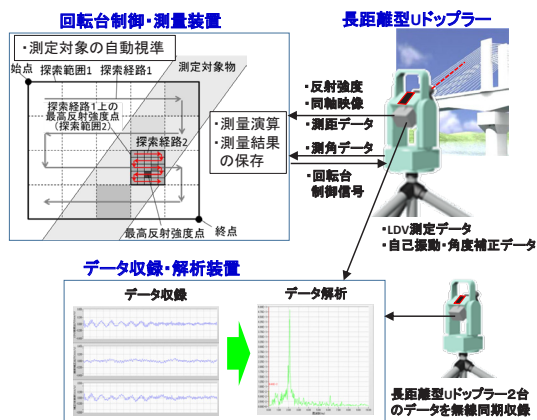 回転台制御・測量装置
・測定対象の自動視準
始点
探索範囲1
探索経路1
測定対象物
探索経路1上の
最高反射強度点
(探索範囲2)
探索経路2
最高反射強度点
終点
・測量演算
・測量結果
の保存
長距離型Uドップラー
・反射強度
・同軸映像
・測距データ
・測角データ
・回転台
制御信号
・LDV測定データ
・自己振動・角度補正データ
データ収録・解析装置
データ収録
データ解析
長距離型Uドップラー2台
のデータを無線同期収録